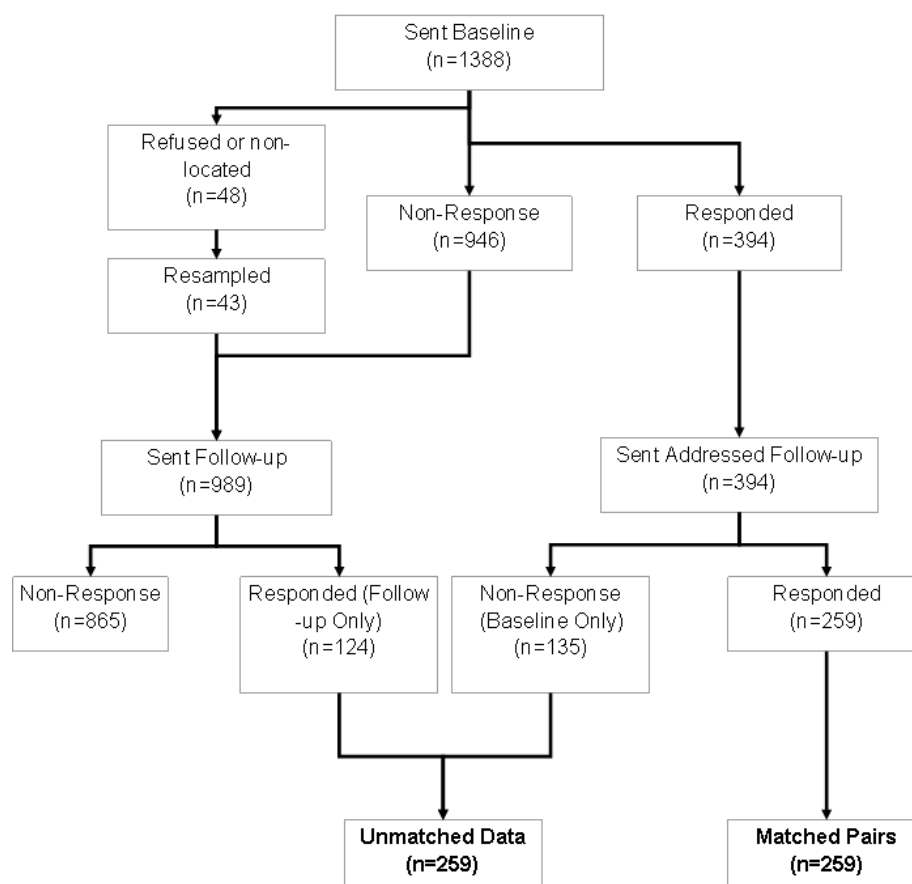 Sent Baseline
(n=1388)
Refused or non-
located
(n=48)
Non-Response
(n=946)
Responded
(n=394)
Resampled
(n=43)
Sent Follow-up
(n=989)
Sent Addressed Follow-up
(n=394)
Non-Response
(n=865)
Responded (Follow
-up Only)
(n=124)
Non-Response
(Baseline Only)
(n=135)
Responded
(n=259)
Unmatched Data
(n=259)
Matched Pairs
(n=259)